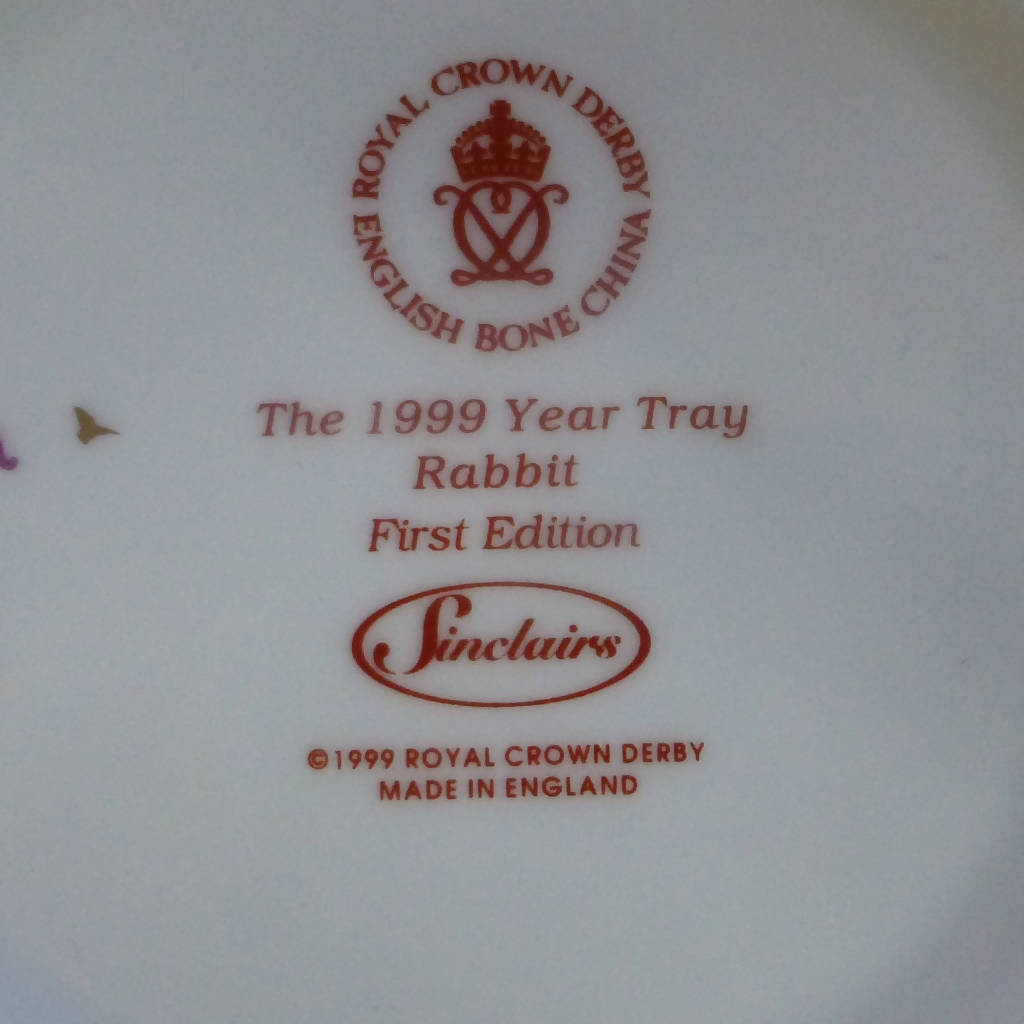 ROYAL CROWN DERBY
ENGLISH BONE CHINA
The 1999 Year Tray
Rabbit
First Edition
Sinclairs
©1999 ROYAL CROWN DERBY
MADE IN ENGLAND